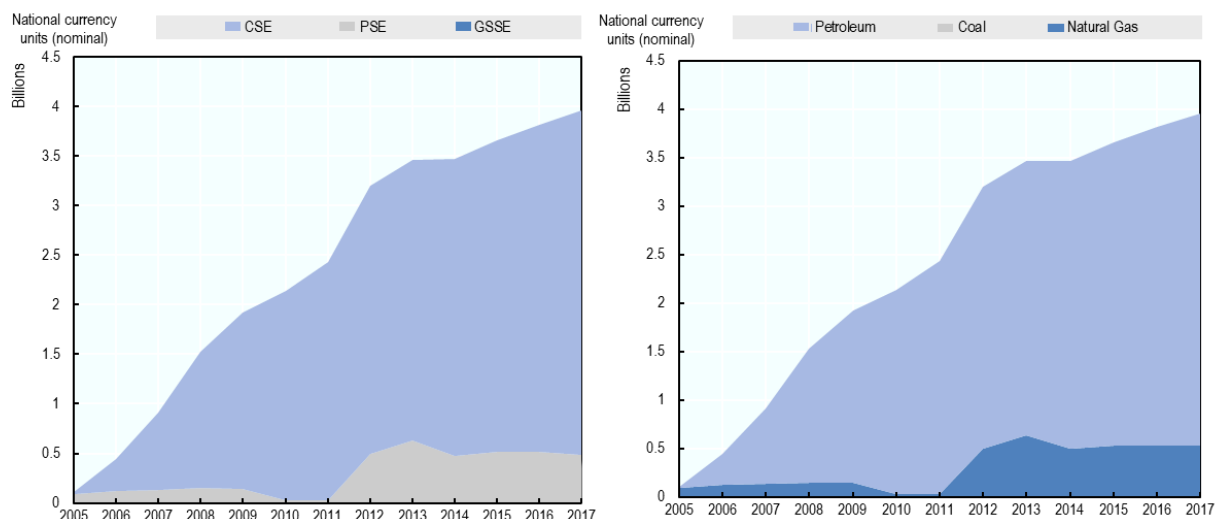 National currency
units (nominal)
CSE PSE GSSE
Billions
4.5
4
3.5
3
2.5
2
1.5
1
0.5
0
2005 2006 2007 2008 2009 2010 2011 2012 2013 2014 2015 2016 2017
National currency
units (nominal)
Petroleum Coal Natural Gas
Billions
4.5
4
3.5
3
2.5
2
1.5
1
0.5
0
2005 2006 2007 2008 2009 2010 2011 2012 2013 2014 2015 2016 2017